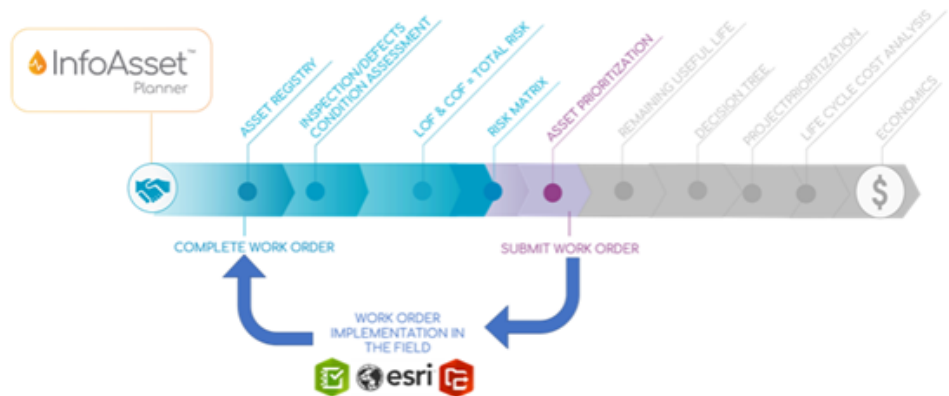 InfoAsset™
Planner
ASSET REGISTRY
INSPECTION/DEFECTS
CONDITION ASSESSMENT
LOF & COF = TOTAL RISK
RISK MATRIX
ASSET PRIORITIZATION
REMAINING USEFUL LIFE
DECISION TREE
PROJECTPRIORITIZATION
LIFE CYCLE COST ANALYSIS
ECONOMICS
$
COMPLETE WORK ORDER
SUBMIT WORK ORDER
WORK ORDER
IMPLEMENTATION IN
THE FIELD
esri